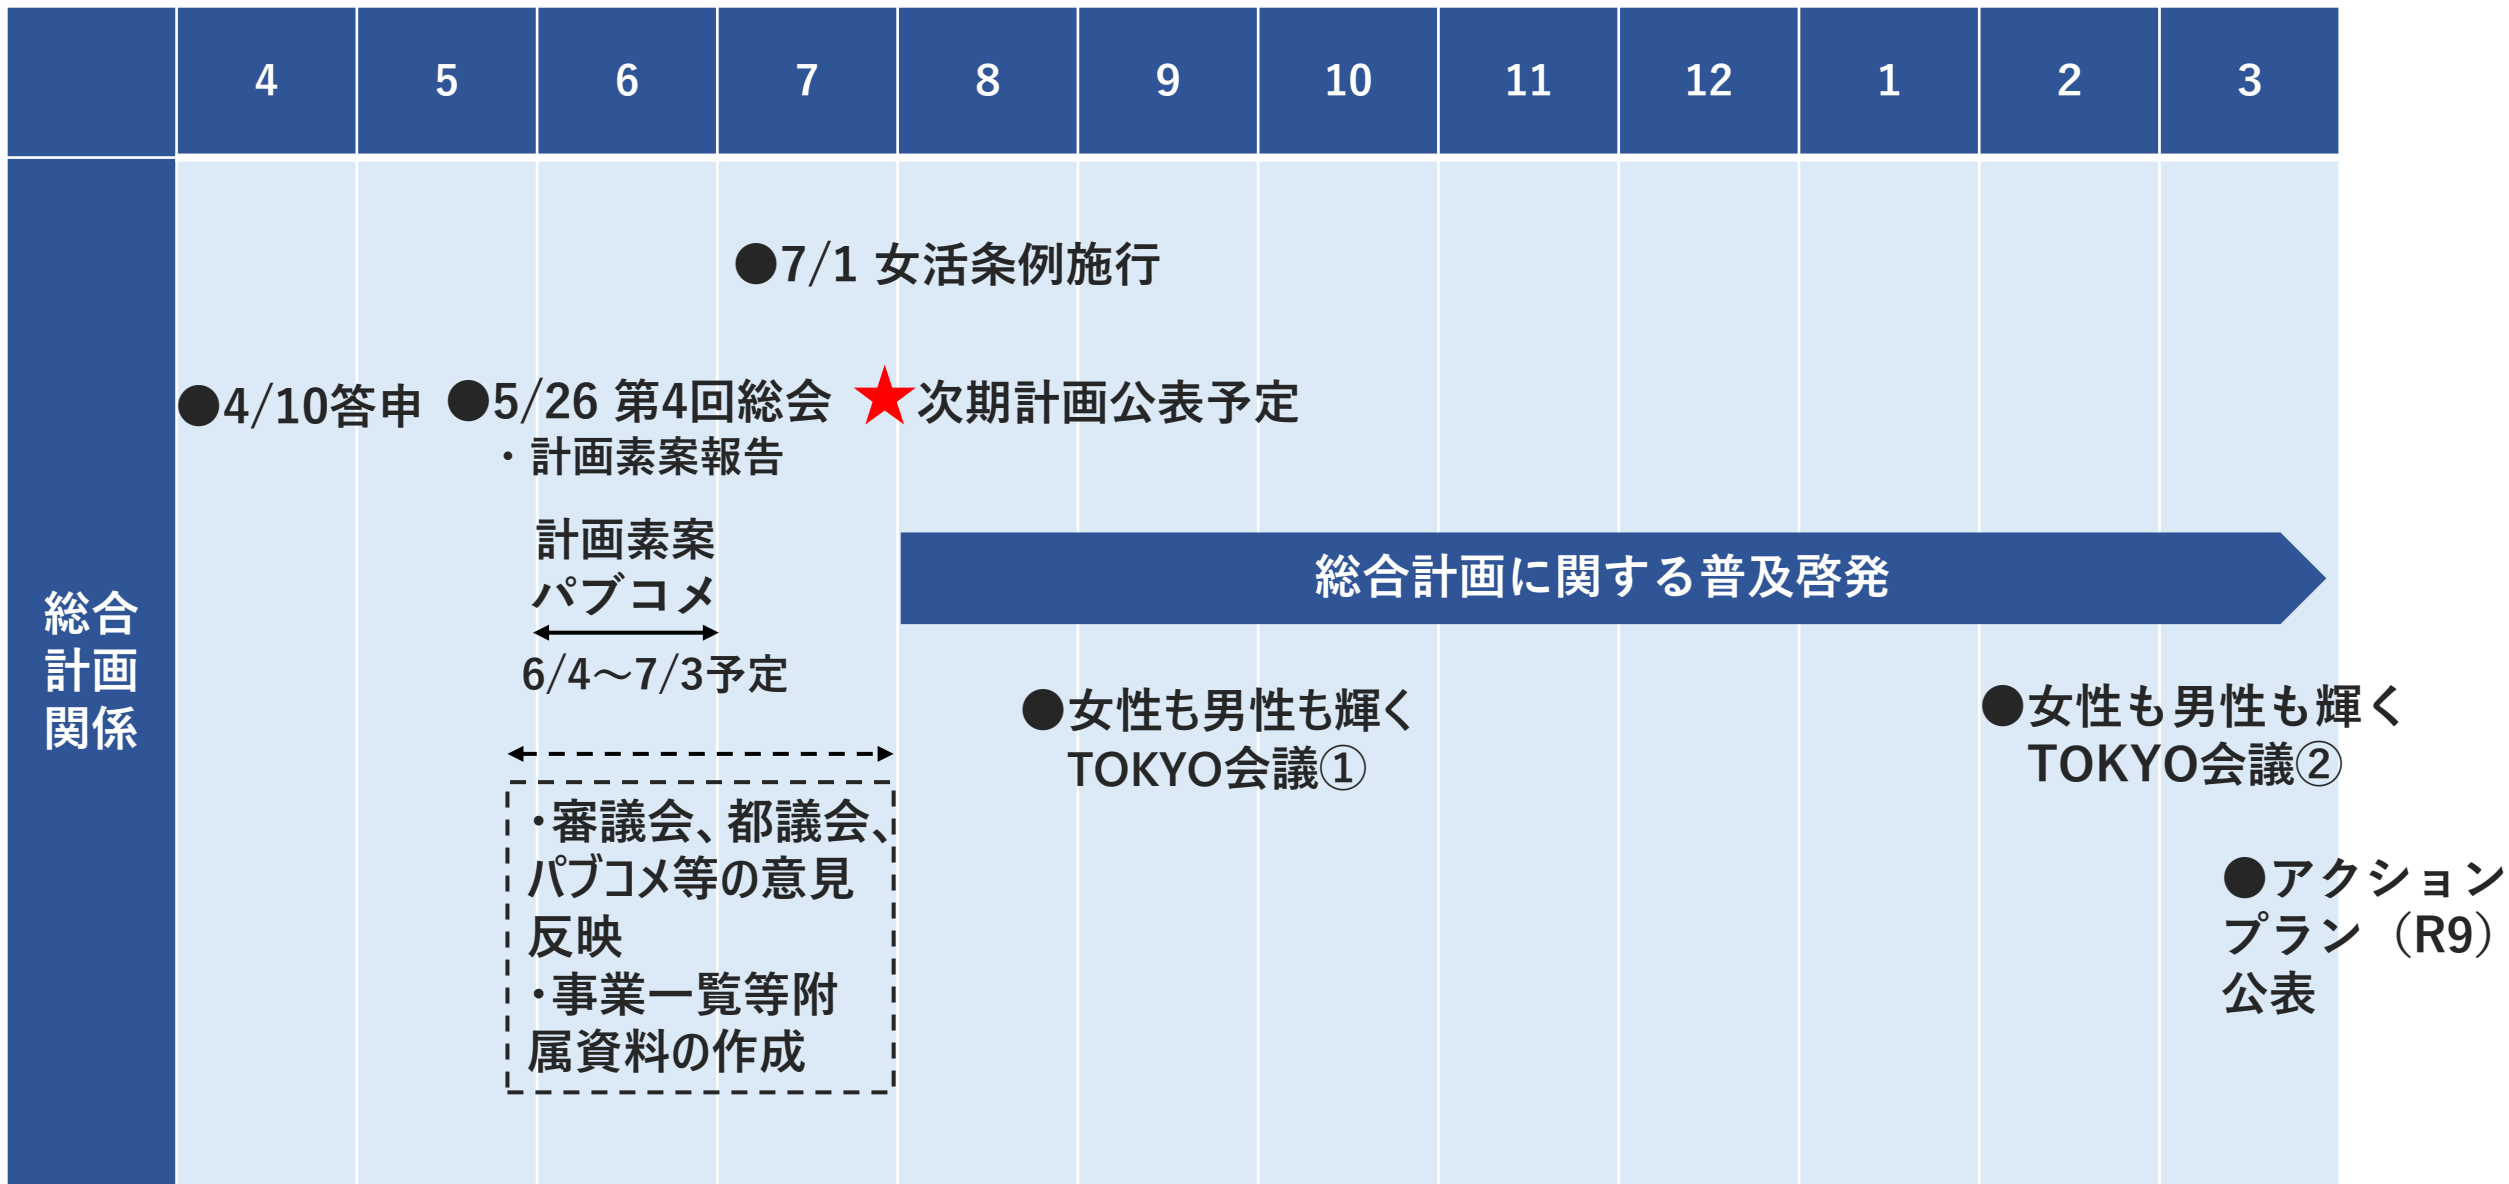 4 5 6 7 8 9 10 11 12 1 2 3
総合
計画
関係
●7/1 女活条例施行
●4/10答申
●5/26 第4回総会
・計画素案報告
★次期計画公表予定
計画素案
パブコメ
6/4～7/3予定
総合計画に関する普及啓発
●女性も男性も輝く
TOKYO会議①
●女性も男性も輝く
TOKYO会議②
・審議会、都議会、
パブコメ等の意見
反映
・事業一覧等附
属資料の作成
●アクション
プラン（R9）
公表